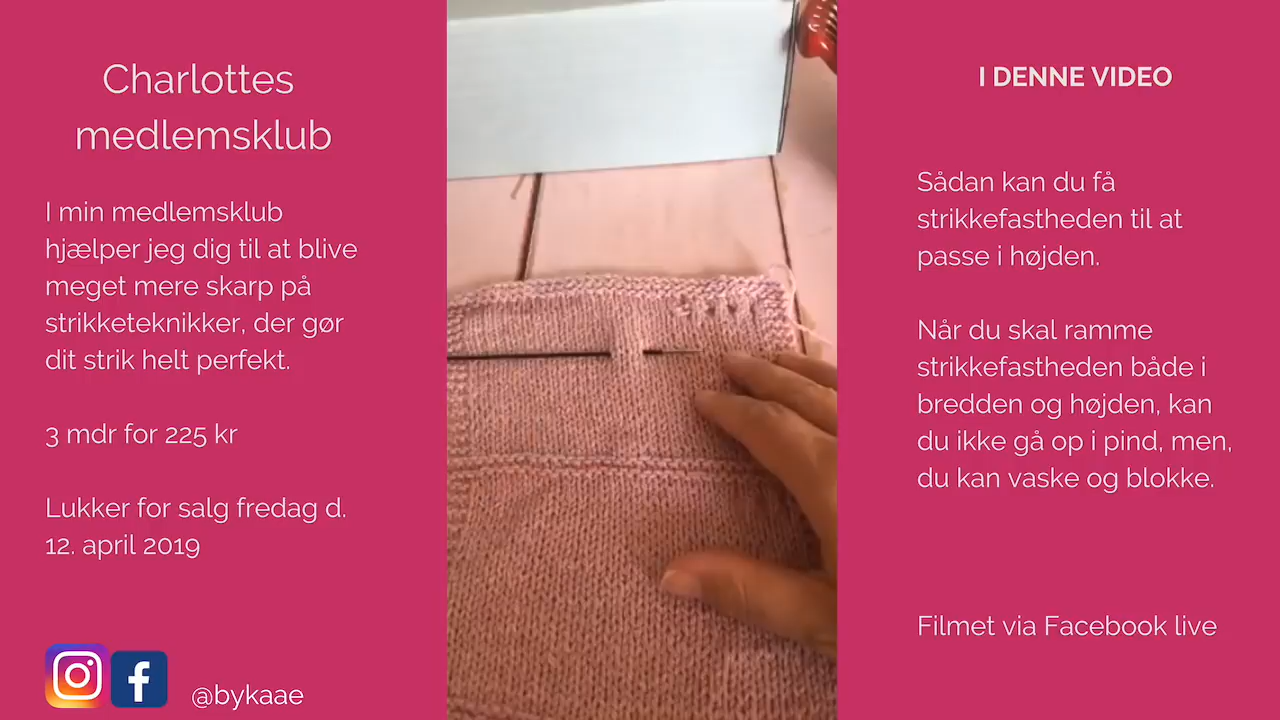 Charlottes
medlemsklub
I min medlemsklub
hjælper jeg dig til at blive
meget mere skarp på
strikketeknikker, der gør
dit strik helt perfekt.
3 mdr for 225 kr
Lukker for salg fredag d.
12. april 2019
@bykaae
I DENNE VIDEO
Sådan kan du få
strikkefastheden til at
passe i højden.
Når du skal ramme
strikkefastheden både i
bredden og højden, kan
du ikke gå op i pind, men,
du kan vaske og blokke.
Filmet via Facebook live